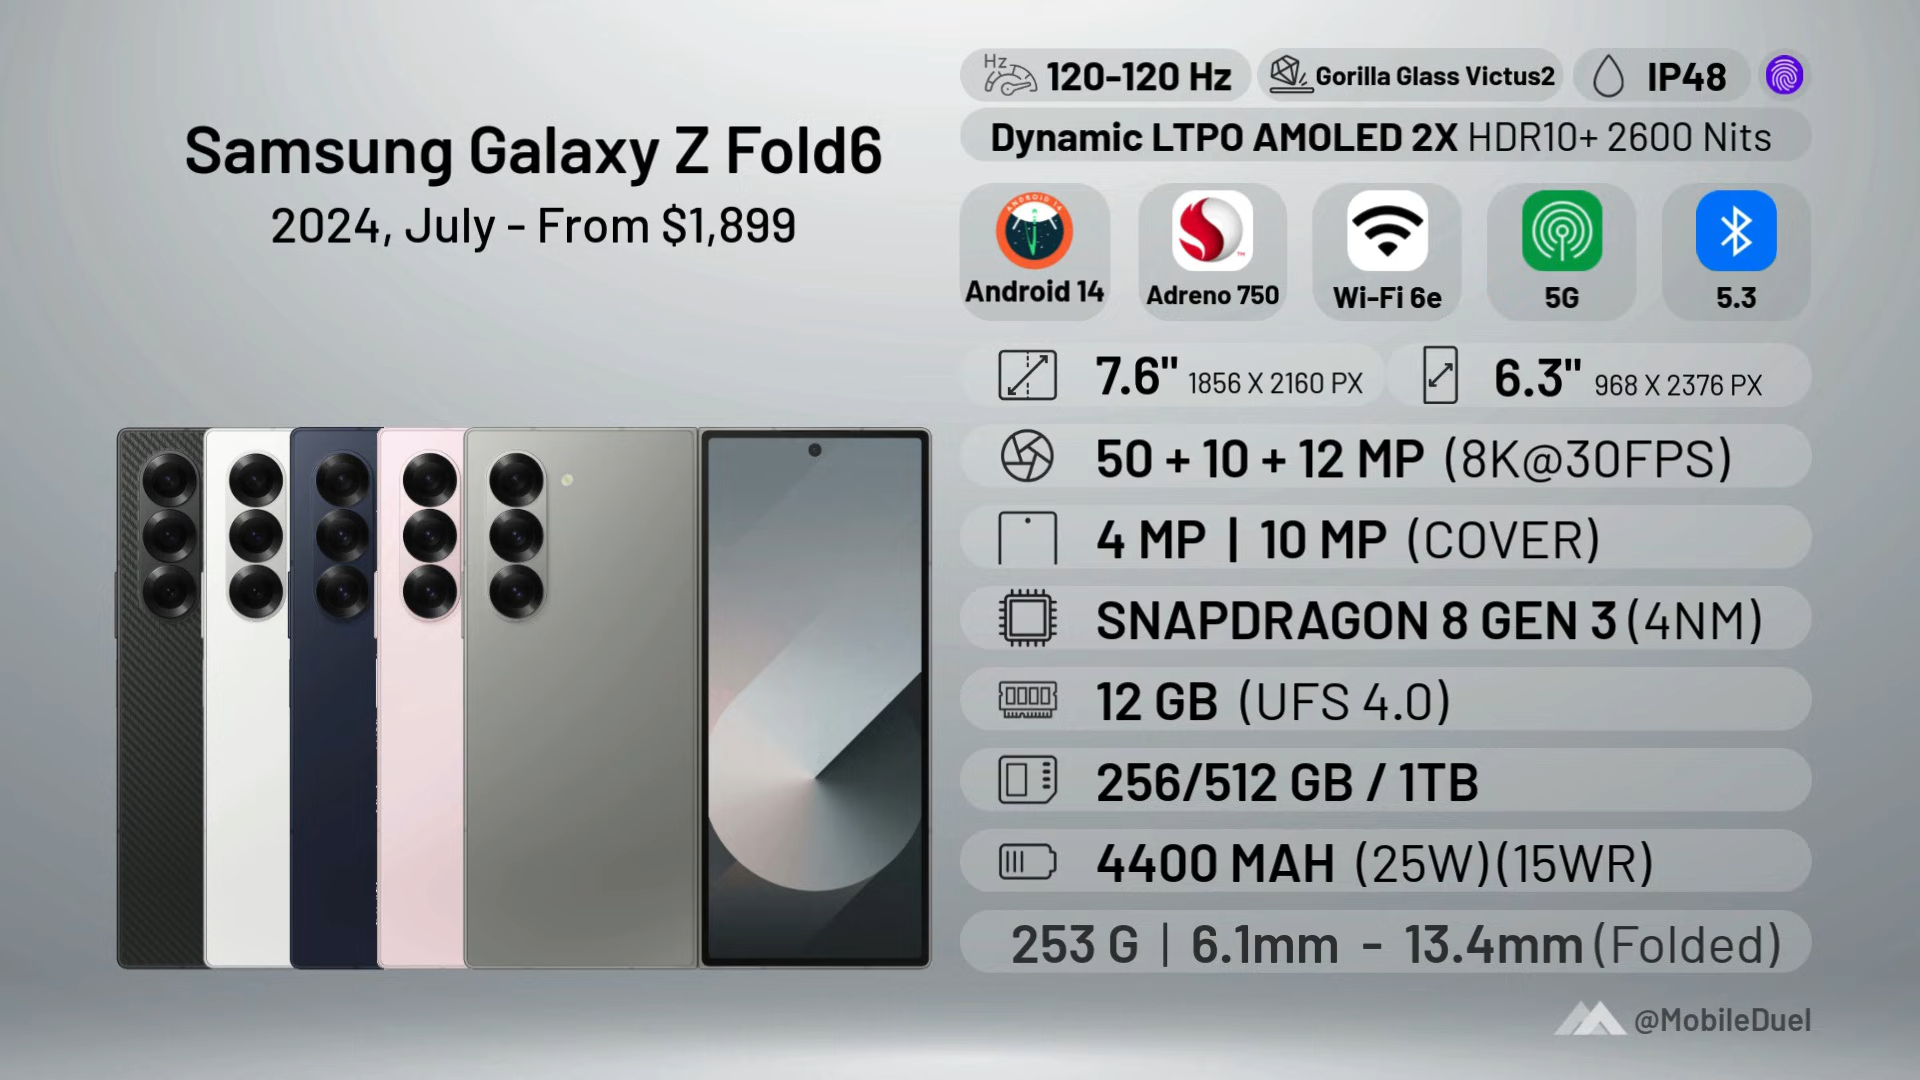 Samsung Galaxy Z Fold6
2024, July - From $1,899
Hz 120-120 Hz
Gorilla Glass Victus2
IP48
Dynamic LTPO AMOLED 2X HDR10+ 2600 Nits
ANDROID 14
Android 14
Adreno 750
Wi-Fi 6e
5G
5.3
7.6" 1856 X 2160 PX
6.3" 968 X 2376 PX
50 + 10 + 12 MP (8K@30FPS)
4 MP | 10 MP (COVER)
SNAPDRAGON 8 GEN 3 (4NM)
12 GB (UFS 4.0)
256/512 GB / 1TB
4400 MAH (25W)(15WR)
253 G | 6.1mm - 13.4mm (Folded)
@MobileDuel